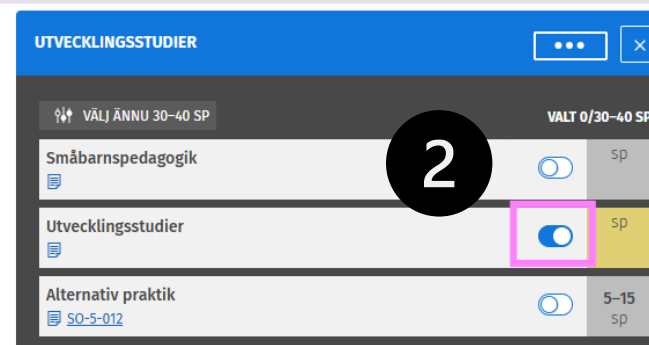 UTVECKLINGSSTUDIER
VÄLJ ÄNNU 30–40 SP VALT 0/30–40 SP
Småbarnspedagogik sp
2
Utvecklingsstudier sp
Alternativ praktik 5–15
SO-5-012 sp